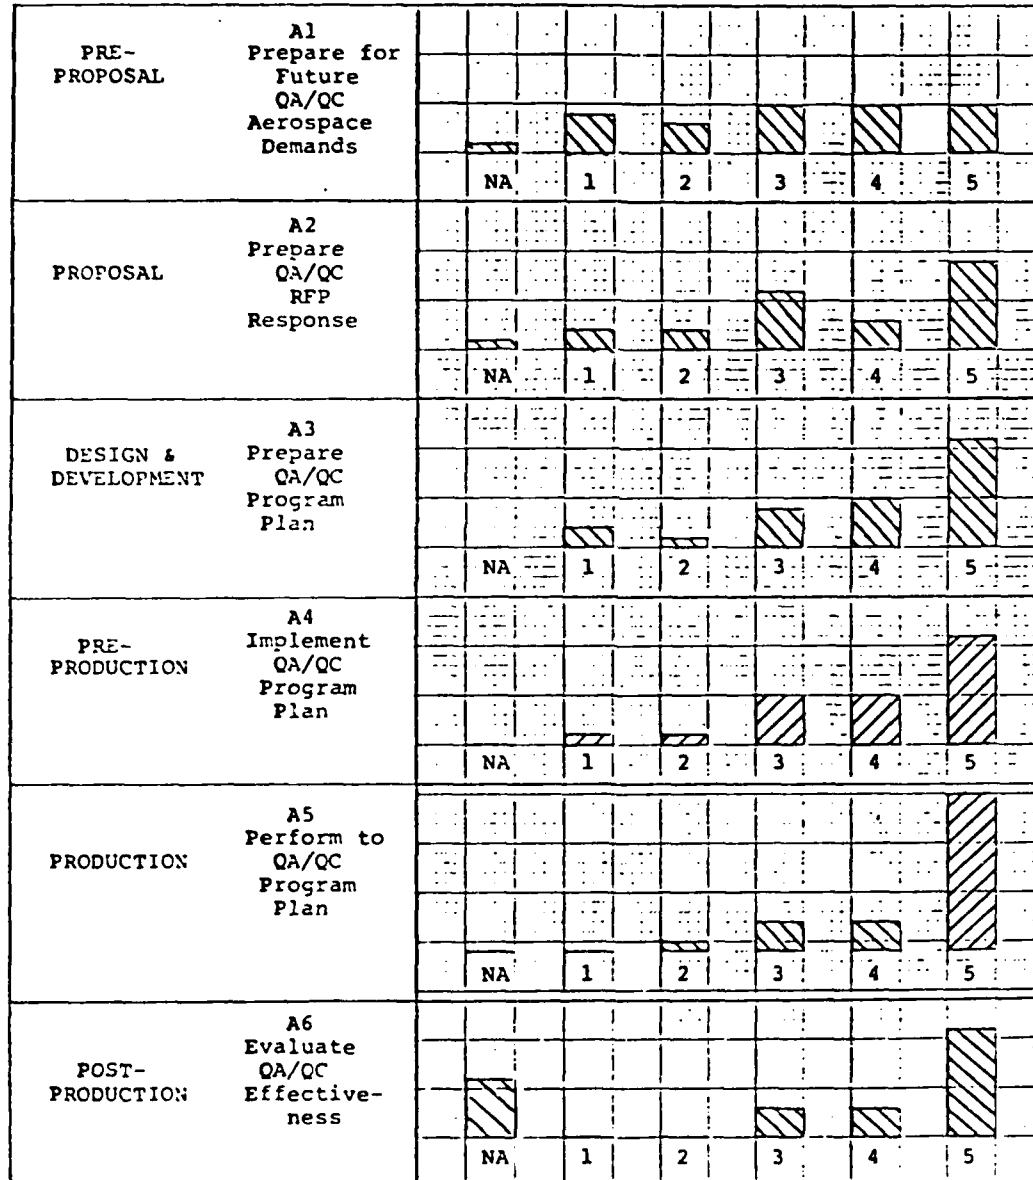 PRE-
PROPOSAL
A1
Prepare for
Future
QA/QC
Aerospace
Demands
NA 1 2 3 4 5
PROPOSAL
A2
Prepare
QA/QC
RFP
Response
NA 1 2 3 4 5
DESIGN &
DEVELOPMENT
A3
Prepare
QA/QC
Program
Plan
NA 1 2 3 4 5
PRE-
PRODUCTION
A4
Implement
QA/QC
Program
Plan
NA 1 2 3 4 5
PRODUCTION
A5
Perform to
QA/QC
Program
Plan
NA 1 2 3 4 5
POST-
PRODUCTION
A6
Evaluate
QA/QC
Effective-
ness
NA 1 2 3 4 5